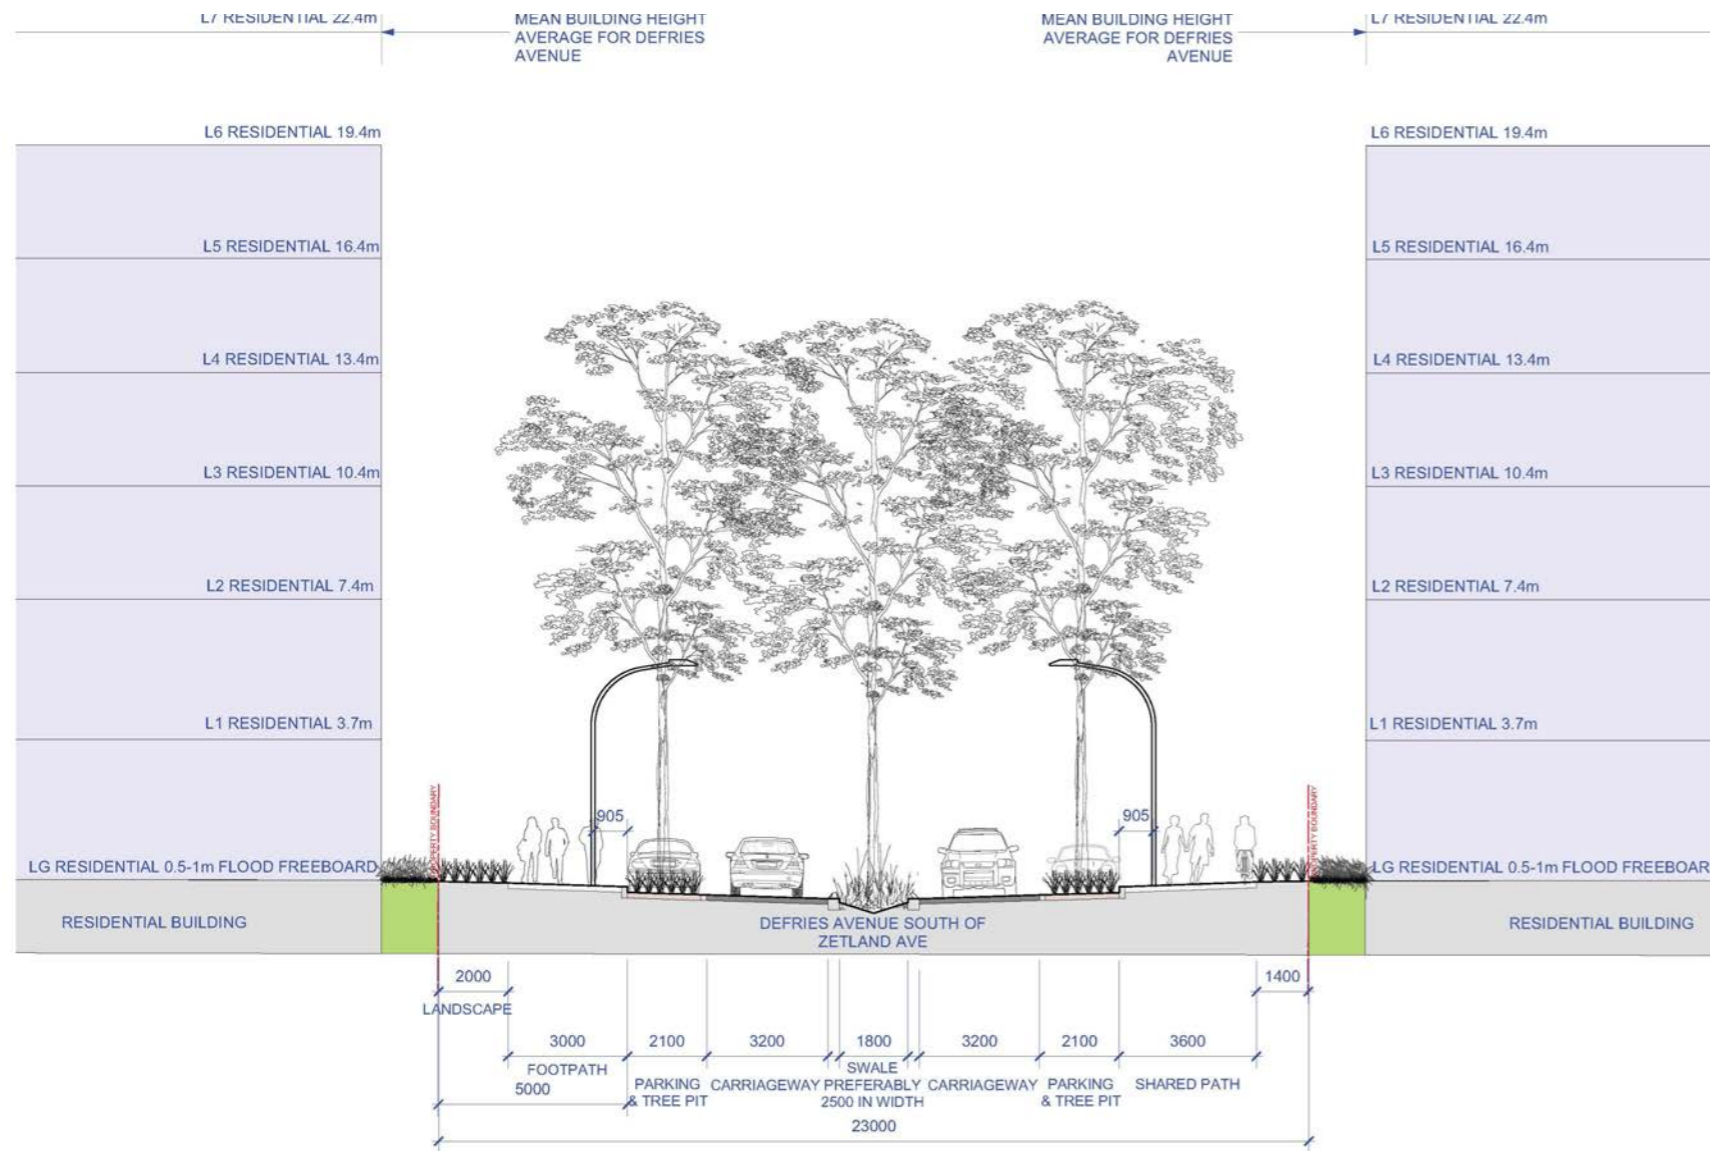 L7 RESIDENTIAL 22.4m
MEAN BUILDING HEIGHT
AVERAGE FOR DEFRIES
AVENUE
MEAN BUILDING HEIGHT
AVERAGE FOR DEFRIES
AVENUE
L7 RESIDENTIAL 22.4m
L6 RESIDENTIAL 19.4m
L6 RESIDENTIAL 19.4m
L5 RESIDENTIAL 16.4m
L5 RESIDENTIAL 16.4m
L4 RESIDENTIAL 13.4m
L4 RESIDENTIAL 13.4m
L3 RESIDENTIAL 10.4m
L3 RESIDENTIAL 10.4m
L2 RESIDENTIAL 7.4m
L2 RESIDENTIAL 7.4m
L1 RESIDENTIAL 3.7m
L1 RESIDENTIAL 3.7m
PROPERTY BOUNDARY
905
905
PROPERTY BOUNDARY
LG RESIDENTIAL 0.5-1m FLOOD FREEBOARD
LG RESIDENTIAL 0.5-1m FLOOD FREEBOAR
RESIDENTIAL BUILDING
DEFRIES AVENUE SOUTH OF
ZETLAND AVE
RESIDENTIAL BUILDING
2000
LANDSCAPE
1400
3000
FOOTPATH
2100
PARKING
& TREE PIT
3200
CARRIAGEWAY
1800
SWALE
PREFERABLY
2500 IN WIDTH
3200
CARRIAGEWAY
2100
PARKING
& TREE PIT
3600
SHARED PATH
5000
23000